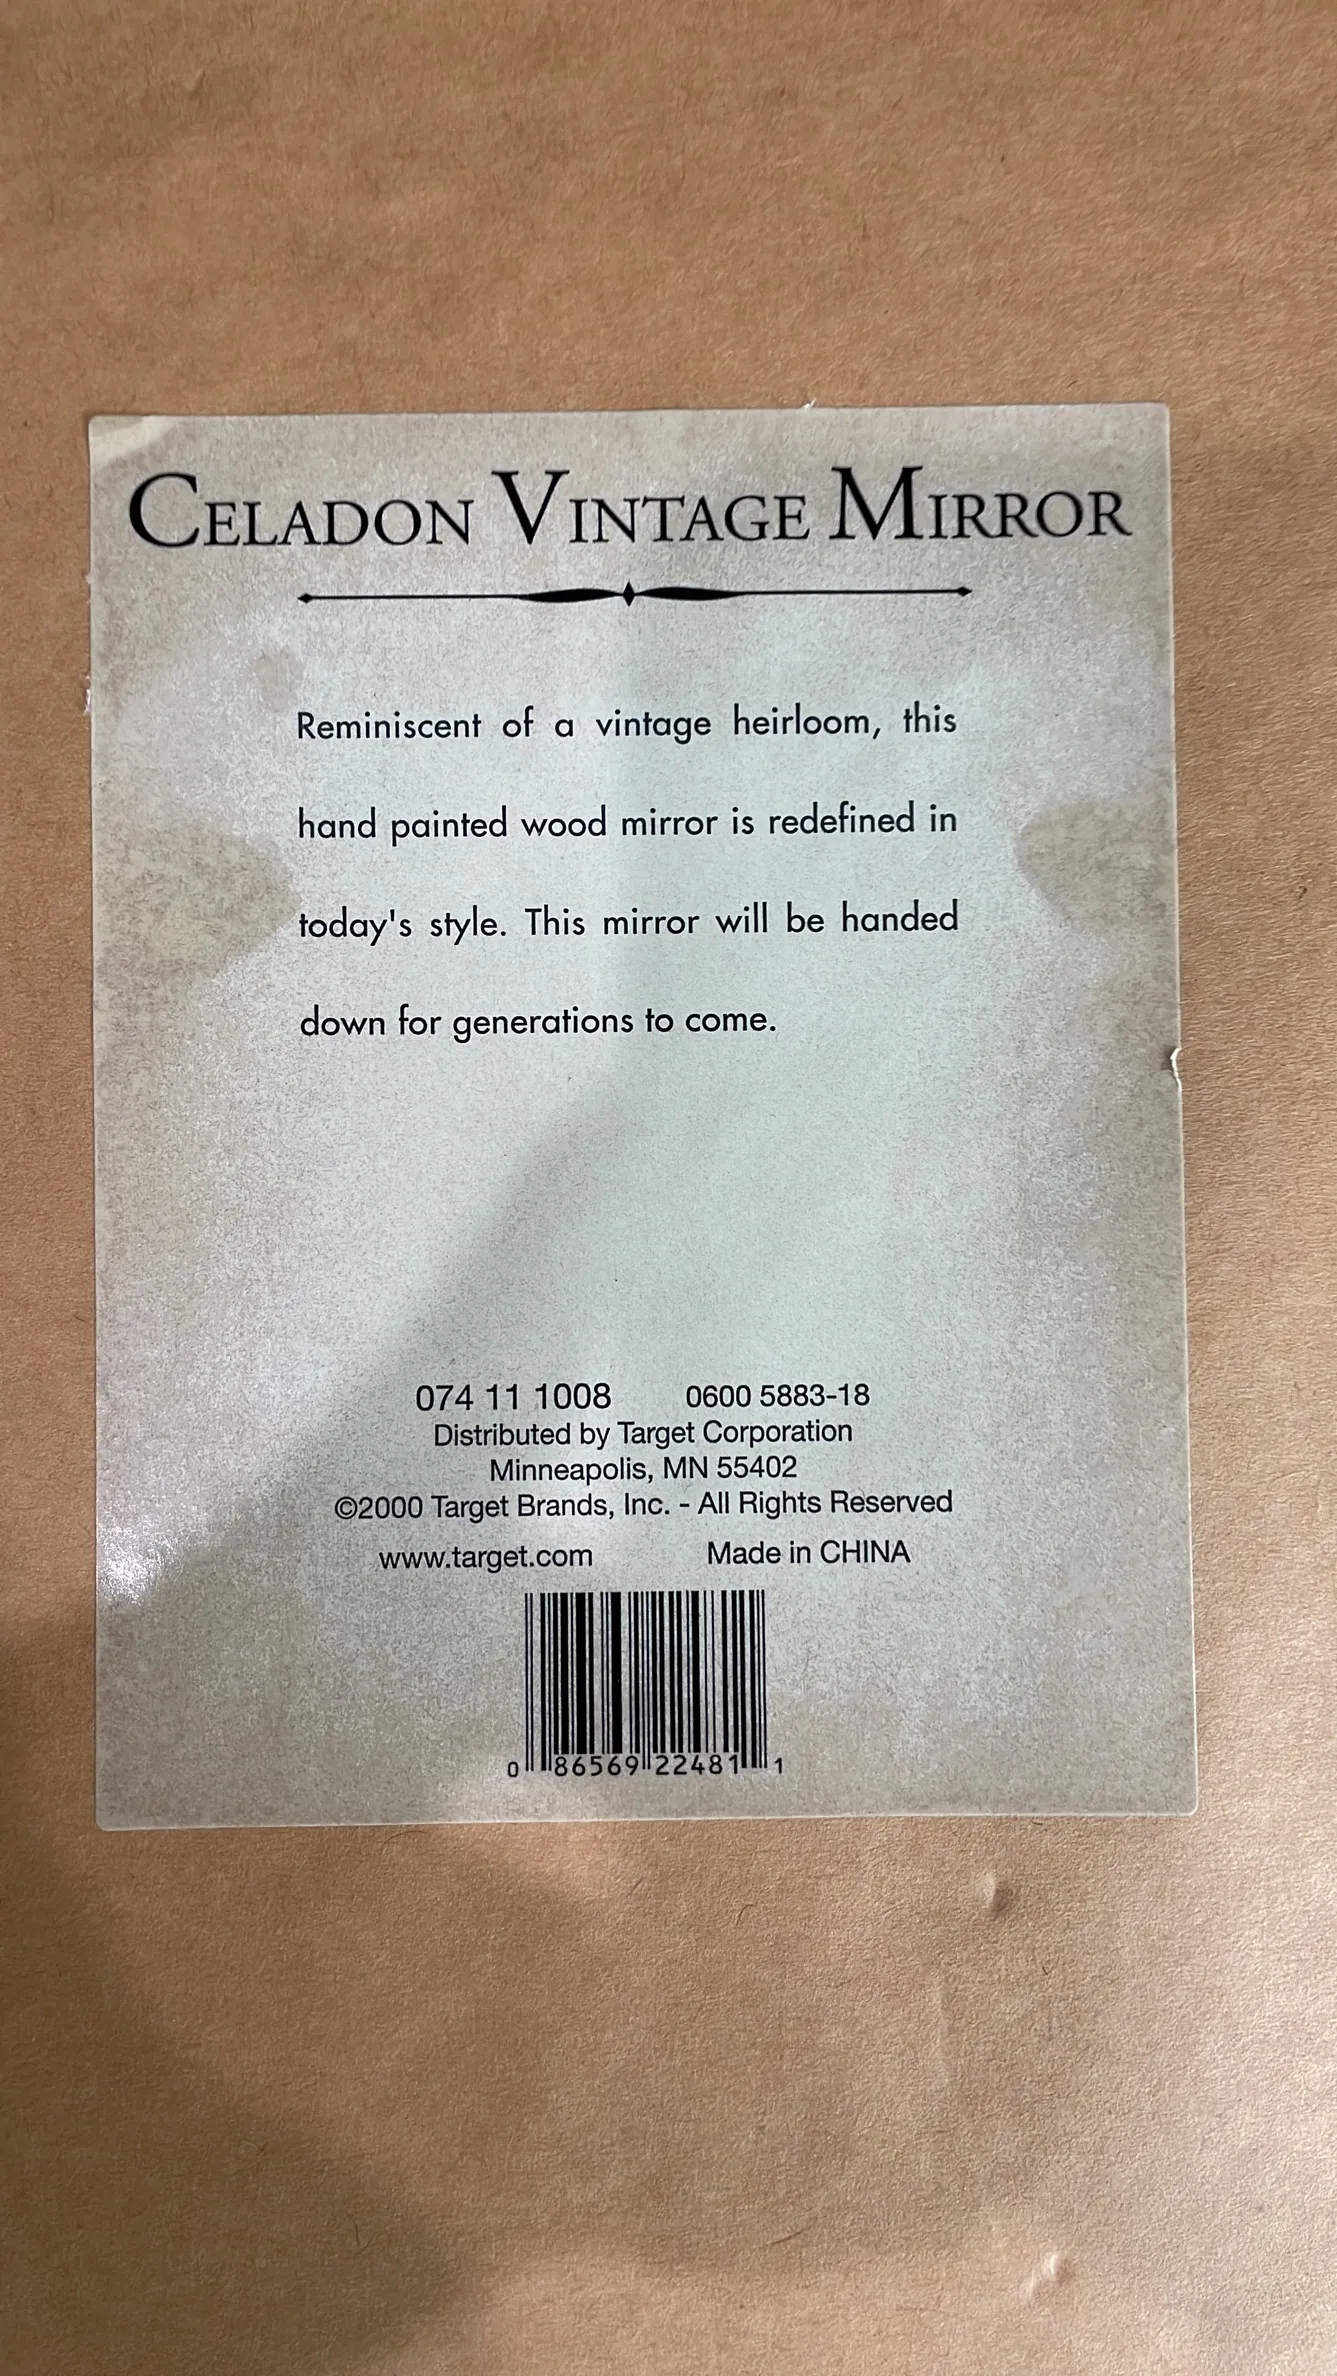 CELADON VINTAGE MIRROR
Reminiscent of a vintage heirloom, this
hand painted wood mirror is redefined in
today's style. This mirror will be handed
down for generations to come.
074 11 1008 0600 5883-18
Distributed by Target Corporation
Minneapolis, MN 55402
©2000 Target Brands, Inc. - All Rights Reserved
www.target.com Made in CHINA
0 86569 22481 1